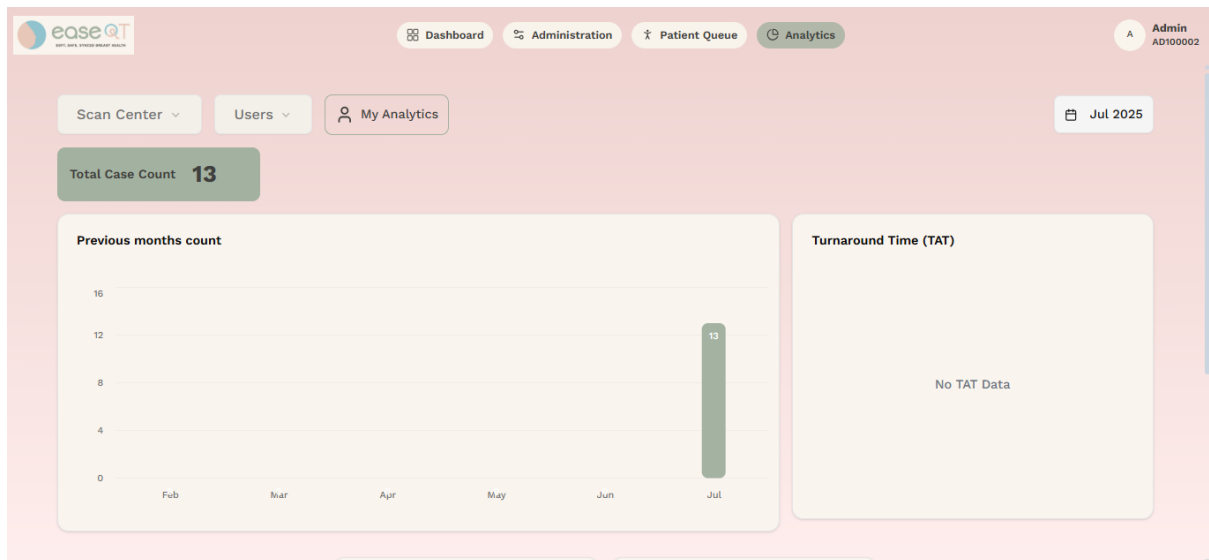 ease QT
Dashboard
Administration
Patient Queue
Analytics
A
Admin
AD100002
Scan Center
Users
My Analytics
Jul 2025
Total Case Count 13
Previous months count
16
12
8
4
0
13
Feb Mar Apr May Jun Jul
Turnaround Time (TAT)
No TAT Data